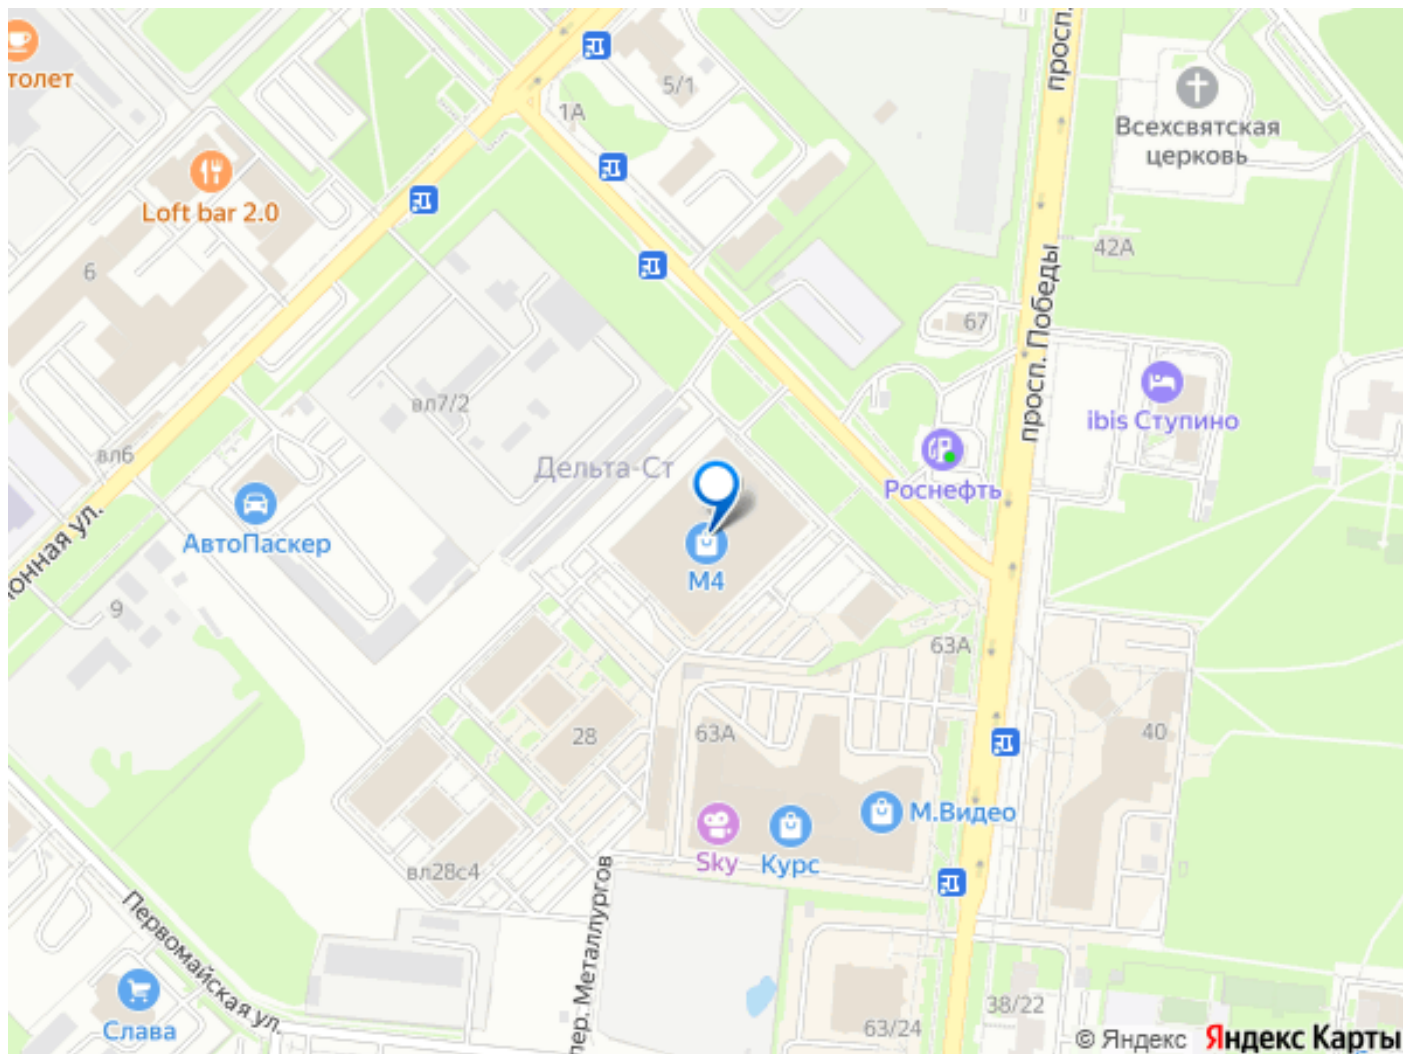 толет
5/1
1А
просп.
Всехсвятская
церковь
Loft bar 2.0
6
42А
просп. Победы
67
вл7/2
ibis Ступино
вл6
Дельта-Ст
Роснефть
онная ул.
АвтоПаскер
М4
9
63А
28
63А
40
М.Видео
Sky
Курс
вл28с4
Первомайская ул.
пер. Металлургов
Слава
38/22
63/24
© Яндекс Яндекс Карты